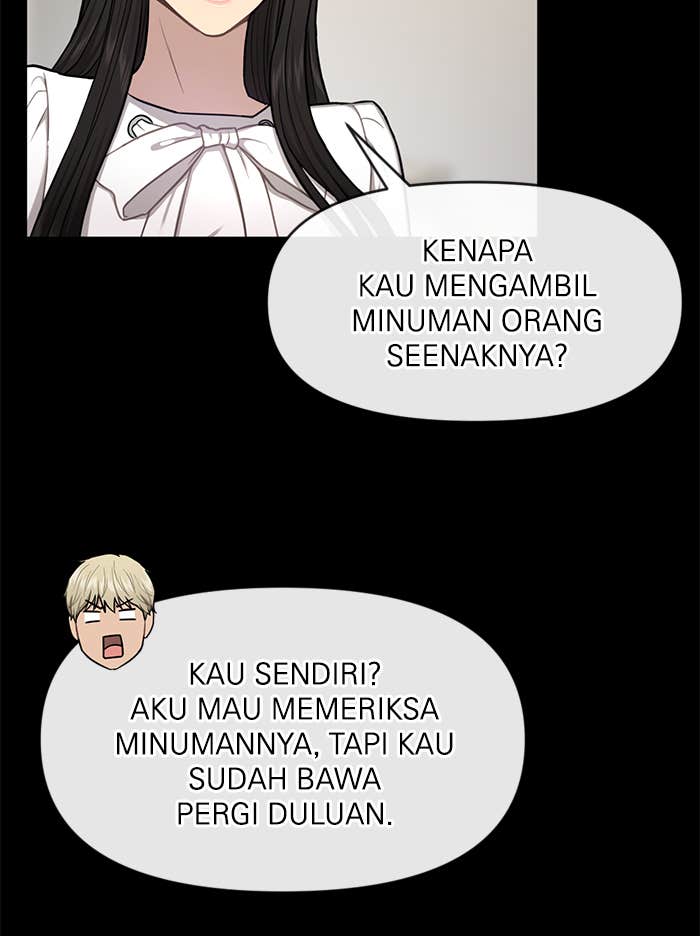 KENAPA
KAU MENGAMBIL
MINUMAN ORANG
SEENAKNYA?
KAU SENDIRI?
AKU MAU MEMERIKSA
MINUMANNYA, TAPI KAU
SUDAH BAWA
PERGI DULUAN.